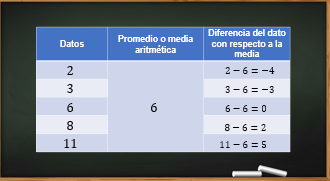 Datos
Promedio o media
aritmética
Diferencia del dato
con respecto a la
media
2
2 − 6 = −4
3
3 − 6 = −3
6
6
6 − 6 = 0
8
8 − 6 = 2
11
11 − 6 = 5